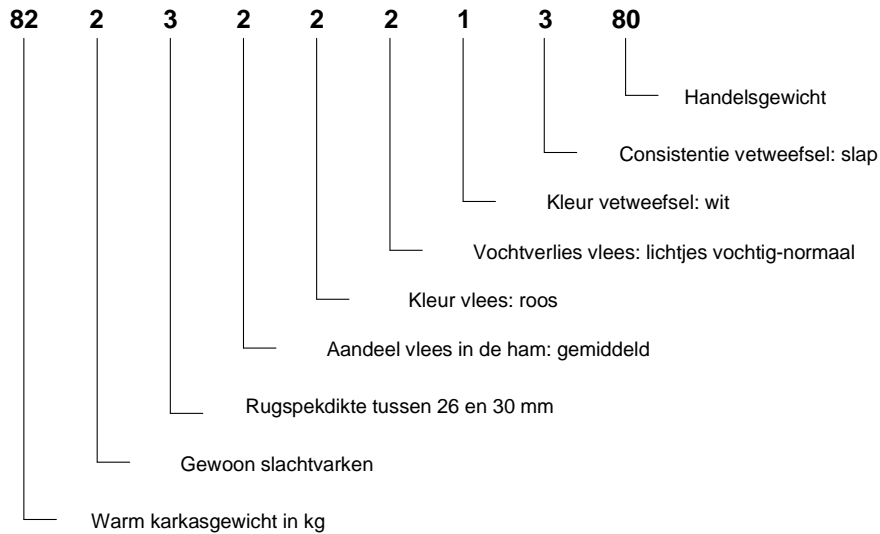 82 2 3 2 2 2 1 3 80
Handelsgewicht
Consistentie vetweefsel: slap
Kleur vetweefsel: wit
Vochtverlies vlees: lichtjes vochtig-normaal
Kleur vlees: roos
Aandeel vlees in de ham: gemiddeld
Rugspekdikte tussen 26 en 30 mm
Gewoon slachtvarken
Warm karkasgewicht in kg